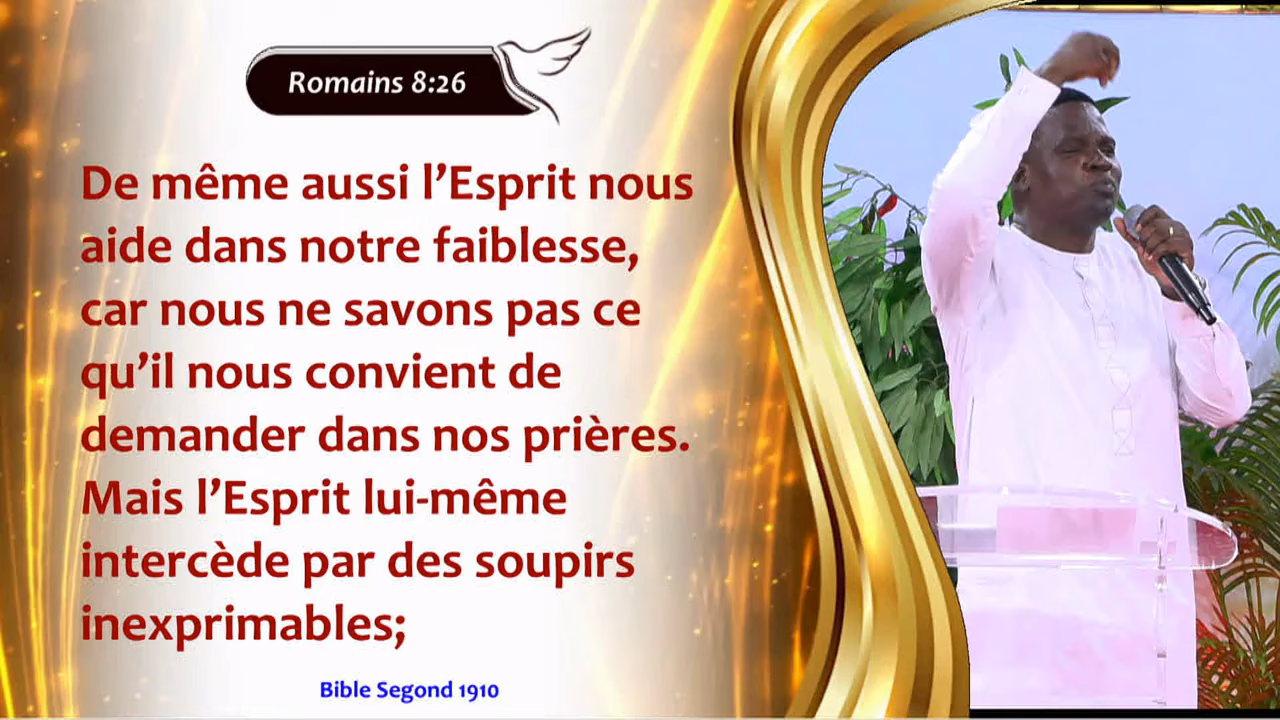 Romains 8:26
De même aussi l’Esprit nous
aide dans notre faiblesse,
car nous ne savons pas ce
qu’il nous convient de
demander dans nos prières.
Mais l’Esprit lui-même
intercède par des soupirs
inexprimables;
Bible Segond 1910